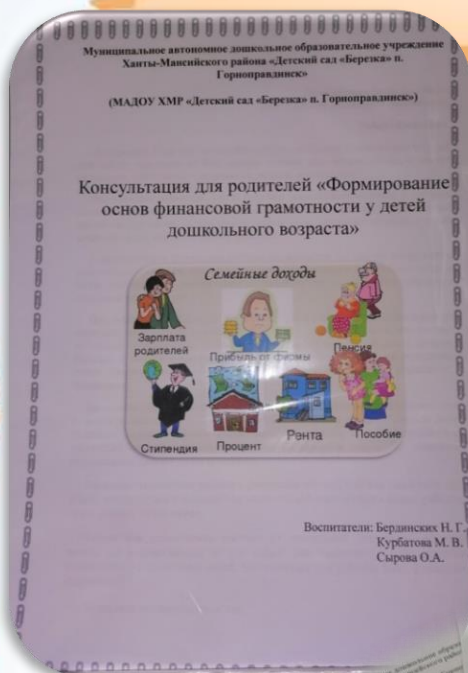 Муниципальное автономное дошкольное образовательное учреждение
Ханты-Мансийского района «Детский сад «Березка» п.
Горноправдинск»
(МАДОУ ХМР «Детский сад «Березка» п. Горноправдинск»)
Консультация для родителей «Формирование
основ финансовой грамотности у детей
дошкольного возраста»
Семейные доходы
Зарплата
родителей
Прибыль от фирмы
Пенсия
Стипендия
Процент
Рента
Пособие
Воспитатели: Бердинских Н. Г.
Курбатова М. В.
Сырова О.А.